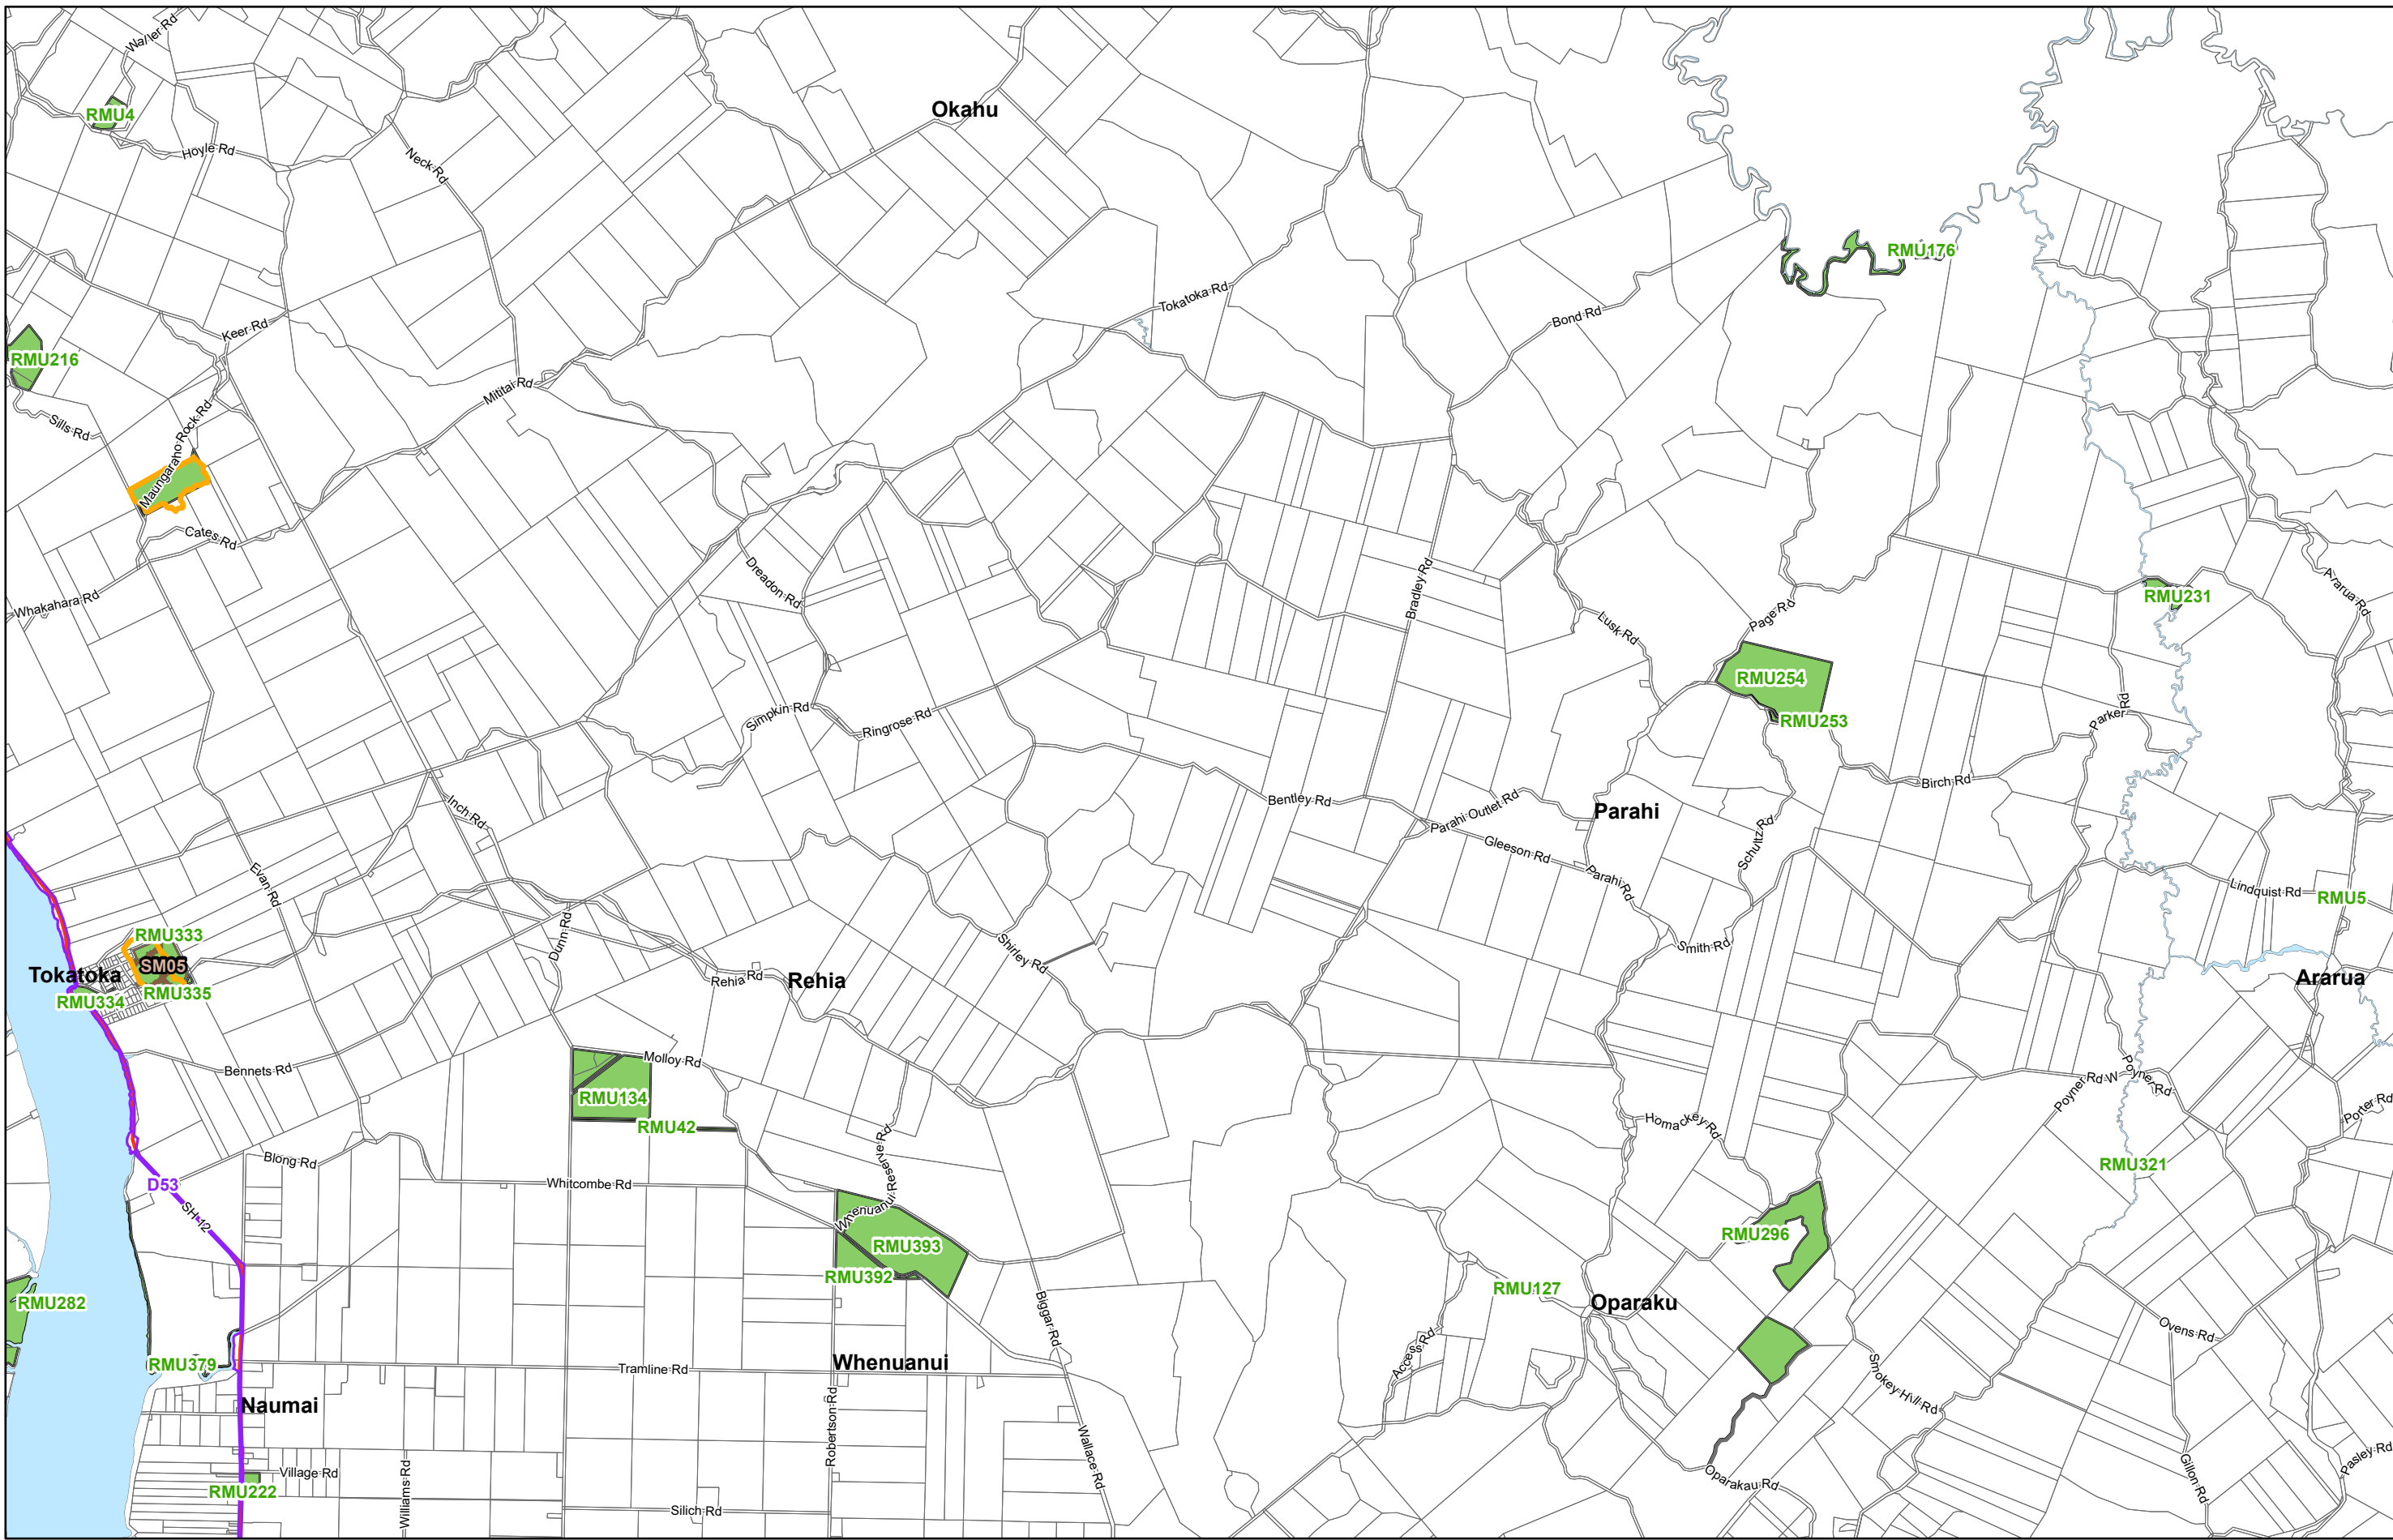 Waller Rd
RMU4
Okahu
Hoyle Rd
Neck Rd
RMU176
Tokatoka Rd
Bond Rd
Keer Rd
RMU216
Mititai Rd
Sills Rd
Maungaraho Rock Rd
Cates Rd
Dreadon Rd
Bradley Rd
Ararua Rd
RMU231
Whakahara Rd
Page Rd
Lusk Rd
RMU254
RMU253
Simpkin Rd
Ringrose Rd
Parker Rd
Birch Rd
Bentley Rd
Parahi Outlet Rd
Parahi
Inch Rd
Gleeson Rd
Schultz Rd
Evan Rd
Parahi Rd
Lindquist Rd
RMU5
Dunn Rd
RMU333
Smith Rd
Shirley Rd
SM05
Tokatoka
Rehia Rd
Rehia Rd
Rehia
Ararua
RMU334
RMU335
Molloy Rd
Bennets Rd
Poyner Rd W
Poyner Rd
RMU134
Porter Rd
RMU42
Homackey Rd
Blong Rd
Whenuanui Reserve Rd
RMU321
D53
Whitcombe Rd
SH 12
RMU296
RMU393
RMU392
RMU127
RMU282
Oparaku
Biggar Rd
Ovens Rd
Access Rd
RMU379
Tramline Rd
Whenuanui
Smokey Hill Rd
Naumai
Robertson Rd
Wallace Rd
Pasley Rd
Village Rd
Williams Rd
Oparakau Rd
Gillon Rd
RMU222
Silich Rd